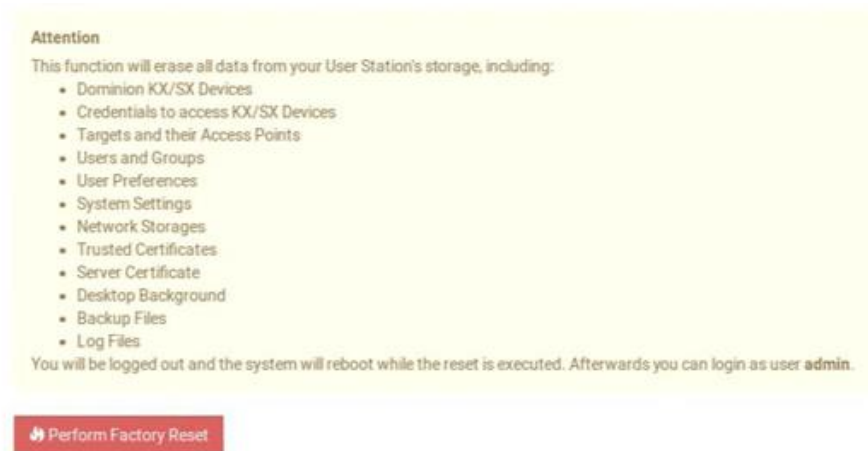 Attention
This function will erase all data from your User Station's storage, including:
• Dominion KX/SX Devices
• Credentials to access KX/SX Devices
• Targets and their Access Points
• Users and Groups
• User Preferences
• System Settings
• Network Storages
• Trusted Certificates
• Server Certificate
• Desktop Background
• Backup Files
• Log Files
You will be logged out and the system will reboot while the reset is executed. Afterwards you can login as user admin.
Perform Factory Reset